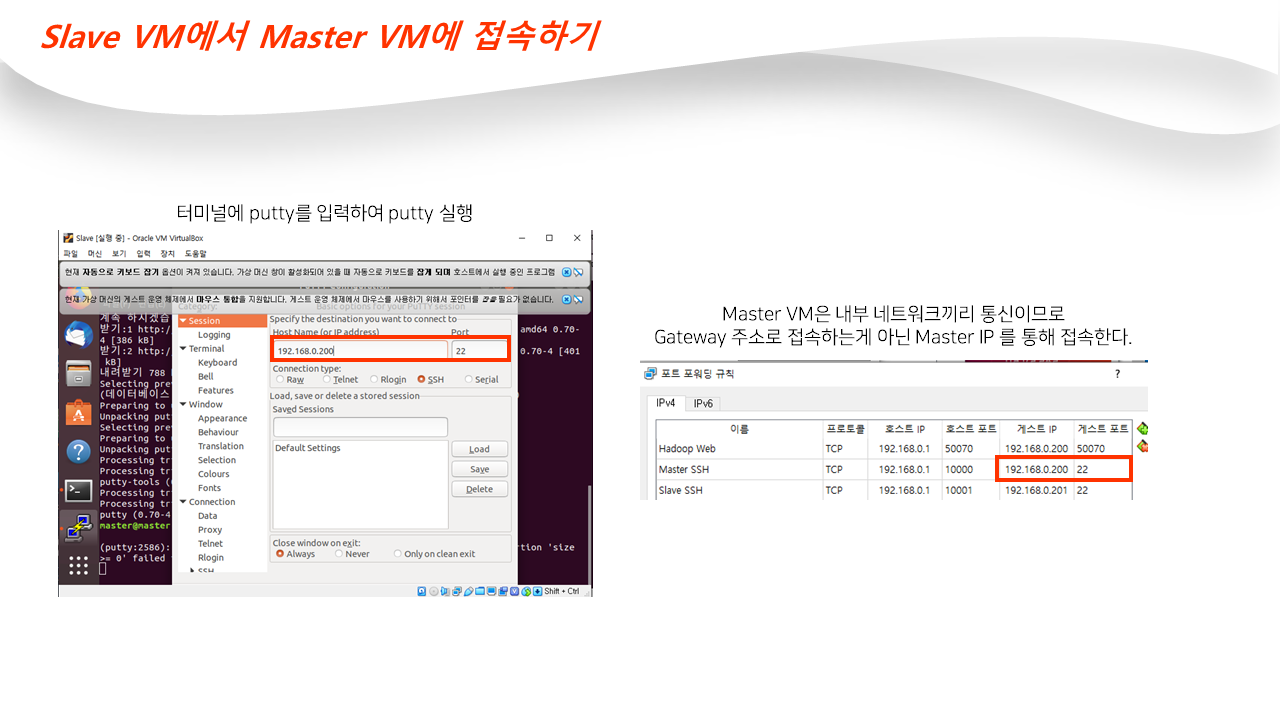 Slave VM에서 Master VM에 접속하기
터미널에 putty를 입력하여 putty 실행
Slave [실행 중] - Oracle VM VirtualBox
파일 머신 보기 입력 장치 도움말
현재 자동으로 키보드 잡기 옵션이 켜져 있습니다. 가상 머신 창이 활성화되어 있을 때 자동으로 키보드를 잡게 되며 호스트에서 실행 중인 프로그램
현재 가상 머신의 게스트 운영 체제에서 마우스 통합을 지원합니다. 게스트 운영 체제에서 마우스를 사용하기 위해서 포인터를 잡을 필요가 없습니다.
Category: Basic options for your PuTTY session
계속 하시겠습
받기:1 http:/
4 [386 kB]
받기:2 http:/
kB]
내려받기 788
Selecting prev
(데이터베이스
Preparing to
Unpacking put
Selecting prev
Preparing to
Unpacking put
Processing tr
Processing tr
putty-tools (
Processing tr
Processing tr
putty (0.70-4
master@master
(putty:2586):
>= 0' failed
amd64 0.70-
0.70-4 [401
rtion 'size
Session
Logging
Terminal
Keyboard
Bell
Features
Window
Appearance
Behaviour
Translation
Selection
Colours
Fonts
Connection
Data
Proxy
Telnet
Rlogin
SSH
Specify the destination you want to connect to
Host Name (or IP address) Port
192.168.0.200 22
Connection type:
Raw Telnet Rlogin SSH Serial
Load, save or delete a stored session
Saved Sessions
Default Settings
Load
Save
Delete
Close window on exit:
Always Never Only on clean exit
Shift + Ctrl
Master VM은 내부 네트워크끼리 통신이므로
Gateway 주소로 접속하는게 아닌 Master IP 를 통해 접속한다.
포트 포워딩 규칙 ?
IPv4 IPv6
이름 프로토콜 호스트 IP 호스트 포트 게스트 IP 게스트 포트
Hadoop Web TCP 192.168.0.1 50070 192.168.0.200 50070
Master SSH TCP 192.168.0.1 10000 192.168.0.200 22
Slave SSH TCP 192.168.0.1 10001 192.168.0.201 22